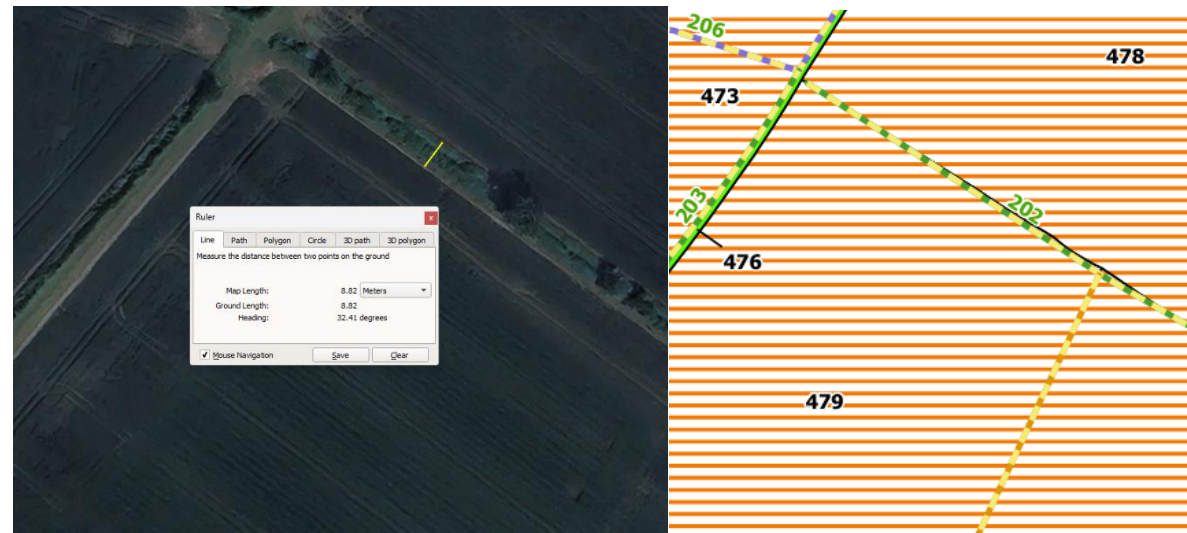 Ruler
x
Line Path Polygon Circle 3D path 3D polygon
Measure the distance between two points on the ground
Map Length: 8.82 Meters
Ground Length: 8.82
Heading: 32.41 degrees
Mouse Navigation Save Clear
206
478
473
203
202
476
479